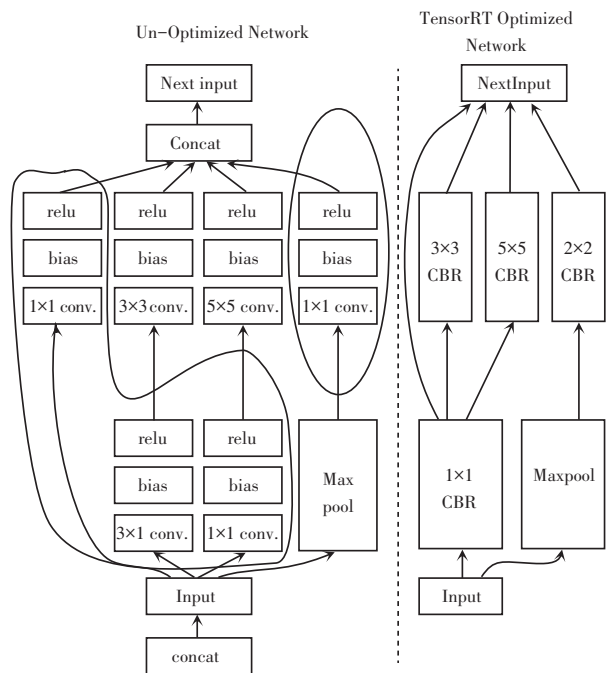 Un-Optimized Network
TensorRT Optimized
Network
Next input
NextInput
Concat
relu
relu
relu
relu
bias
bias
bias
bias
1×1 conv.
3×3 conv.
5×5 conv.
1×1 conv.
3×3
CBR
5×5
CBR
2×2
CBR
relu
relu
bias
bias
3×1 conv.
1×1 conv.
Max
pool
1×1
CBR
Maxpool
Input
Input
concat